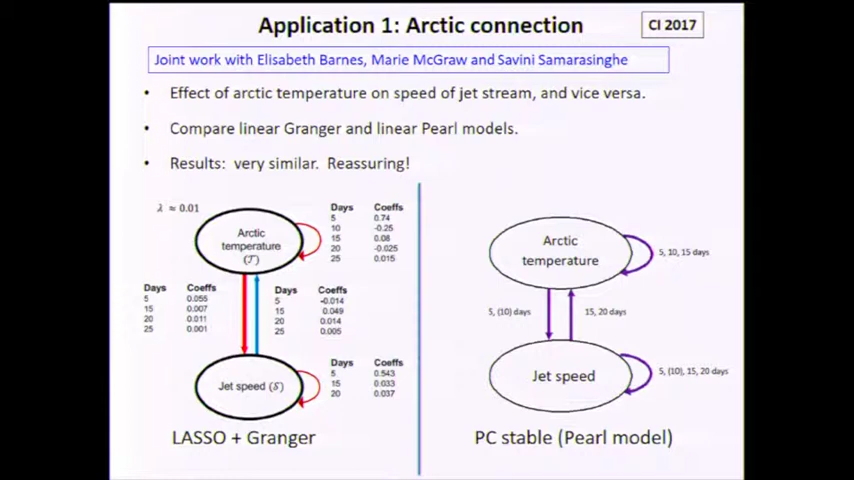 Application 1: Arctic connection
CI 2017
Joint work with Elisabeth Barnes, Marie McGraw and Savini Samarasinghe
• Effect of arctic temperature on speed of jet stream, and vice versa.
• Compare linear Granger and linear Pearl models.
• Results: very similar. Reassuring!
λ ≈ 0.01
Arctic
temperature
(𝒯)
Days Coeffs
5 0.74
10 -0.25
15 0.08
20 -0.025
25 0.015
Days Coeffs
5 0.055
15 0.007
20 0.011
25 0.001
Days Coeffs
5 -0.014
15 0.049
20 0.014
25 0.005
Jet speed (𝒮)
Days Coeffs
5 0.543
15 0.033
20 0.037
LASSO + Granger
Arctic
temperature
5, 10, 15 days
5, (10) days
15, 20 days
Jet speed
5, (10), 15, 20 days
PC stable (Pearl model)